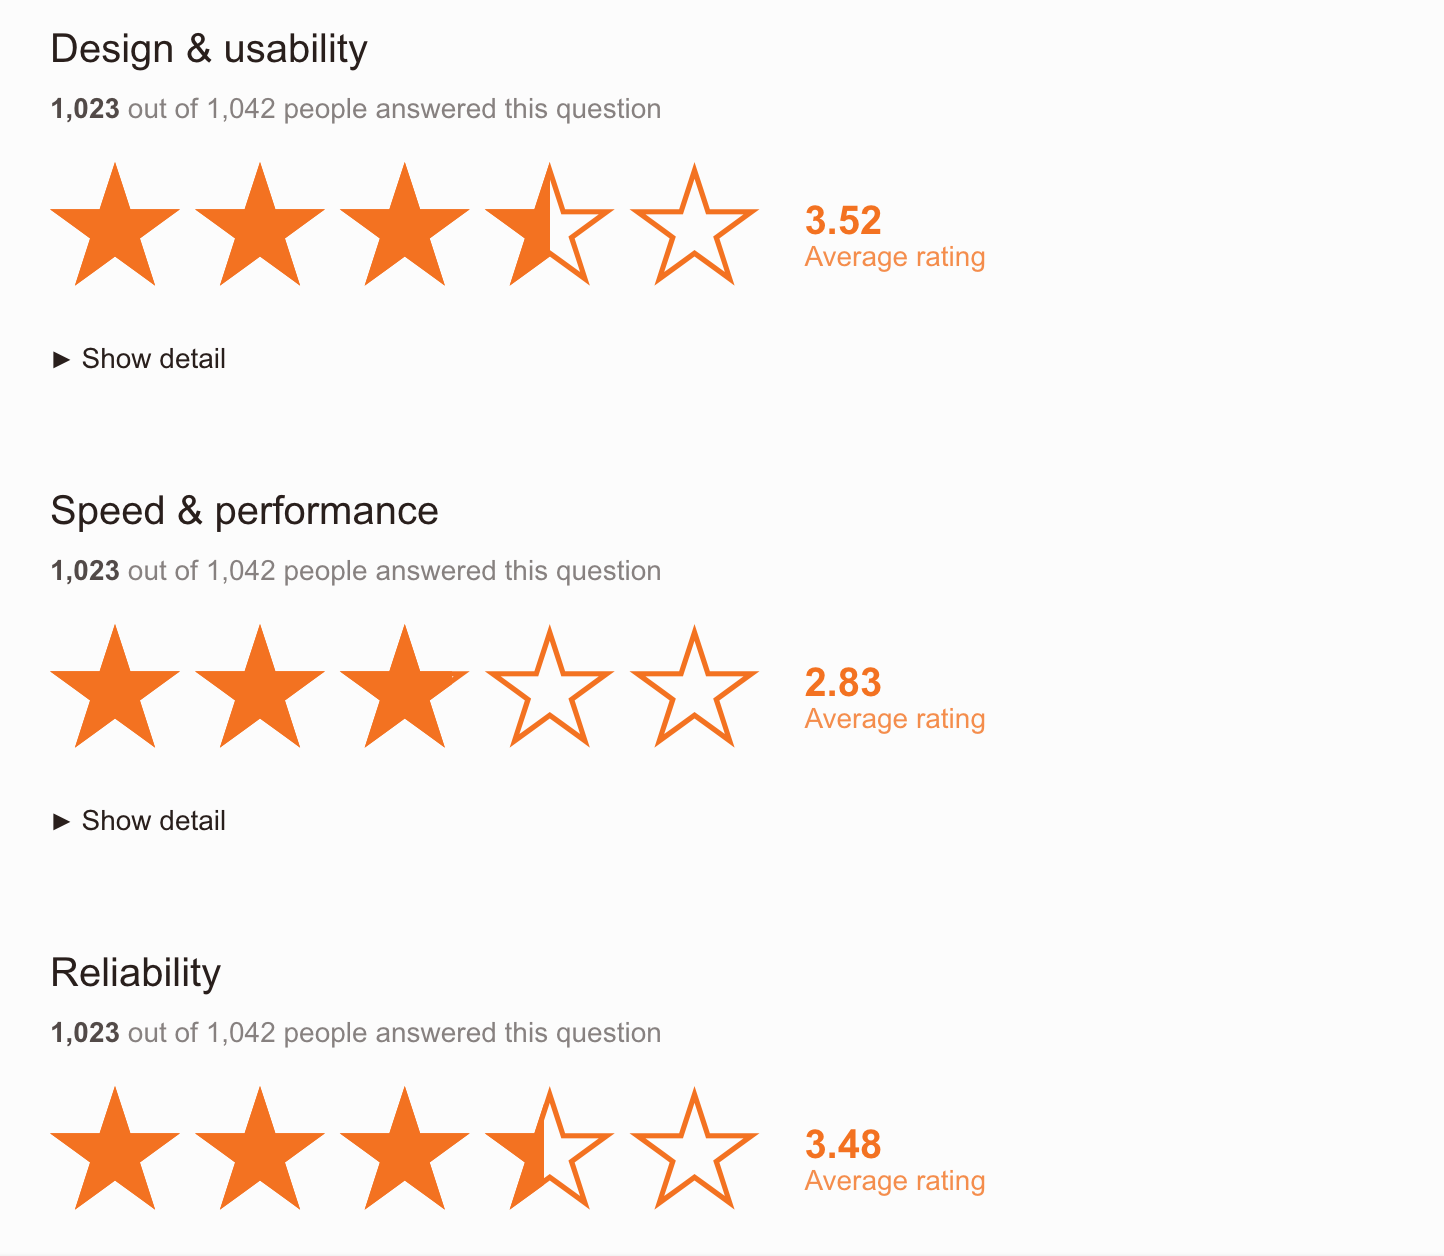 Design & usability
1,023 out of 1,042 people answered this question
3.52
Average rating
► Show detail
Speed & performance
1,023 out of 1,042 people answered this question
2.83
Average rating
► Show detail
Reliability
1,023 out of 1,042 people answered this question
3.48
Average rating